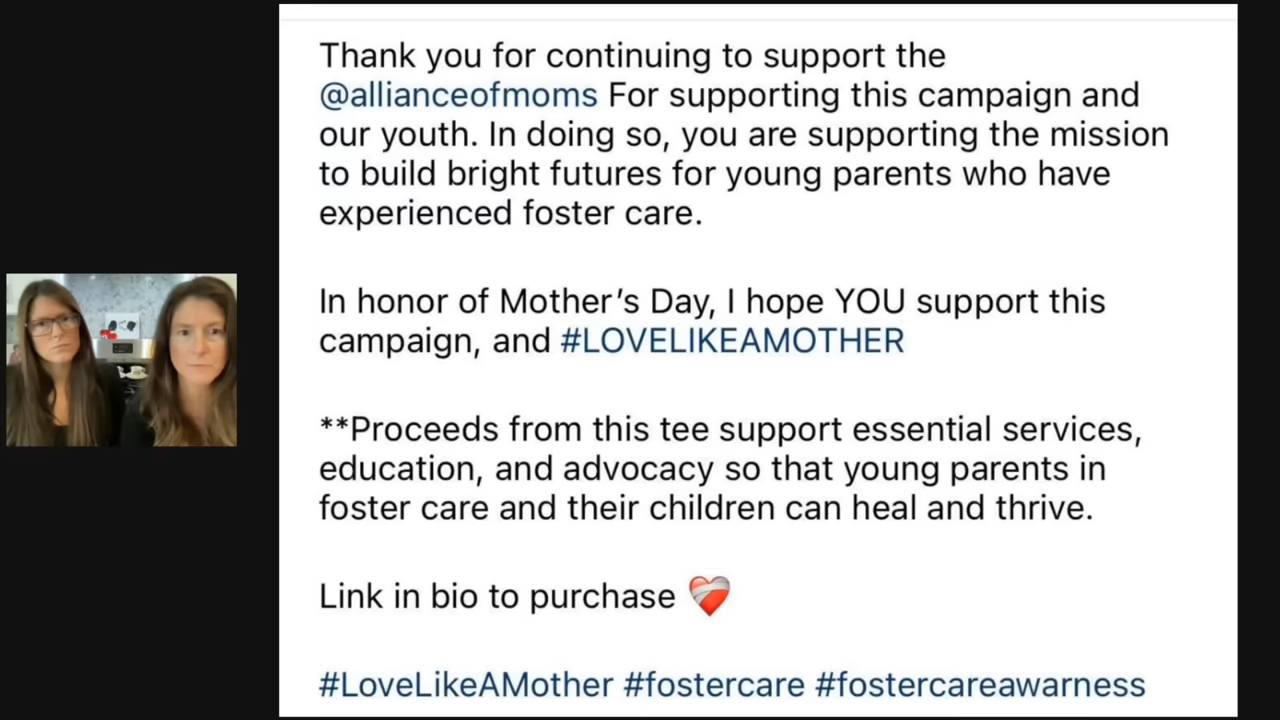 Thank you for continuing to support the
@allianceofmoms For supporting this campaign and
our youth. In doing so, you are supporting the mission
to build bright futures for young parents who have
experienced foster care.
In honor of Mother's Day, I hope YOU support this
campaign, and #LOVELIKEAMOTHER
**Proceeds from this tee support essential services,
education, and advocacy so that young parents in
foster care and their children can heal and thrive.
Link in bio to purchase ❤️‍🩹
#LoveLikeAMother #fostercare #fostercareawarness